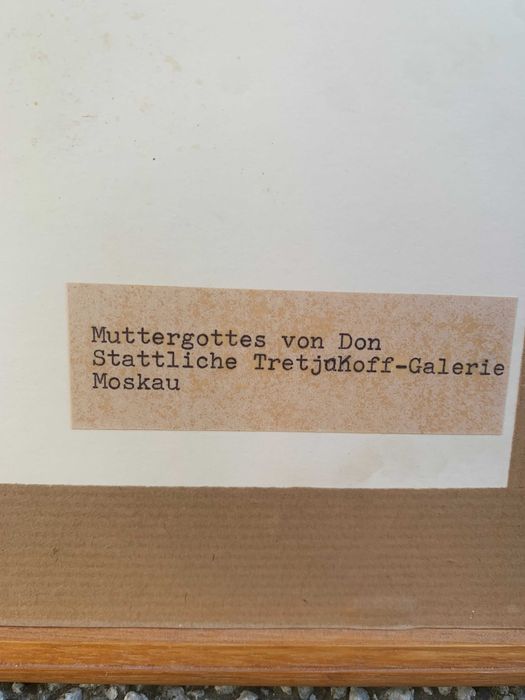 Muttergottes von Don
Stattliche Tretjukoff-Galerie
Moskau